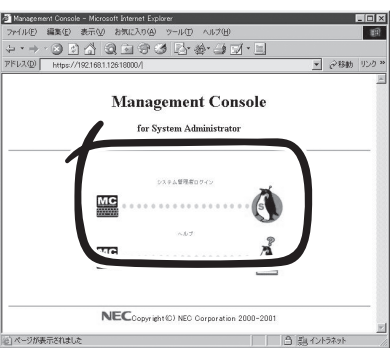 Management Console - Microsoft Internet Explorer
ファイル(F) 編集(E) 表示(V) お気に入り(A) ツール(T) ヘルプ(H)
アドレス(D) https://192.168.1.126:18000/ 移動 リンク »
Management Console
for System Administrator
システム管理者ログイン
MC
S
ヘルプ
MC
NEC Copyright(C) NEC Corporation 2000-2001
ページが表示されました イントラネット